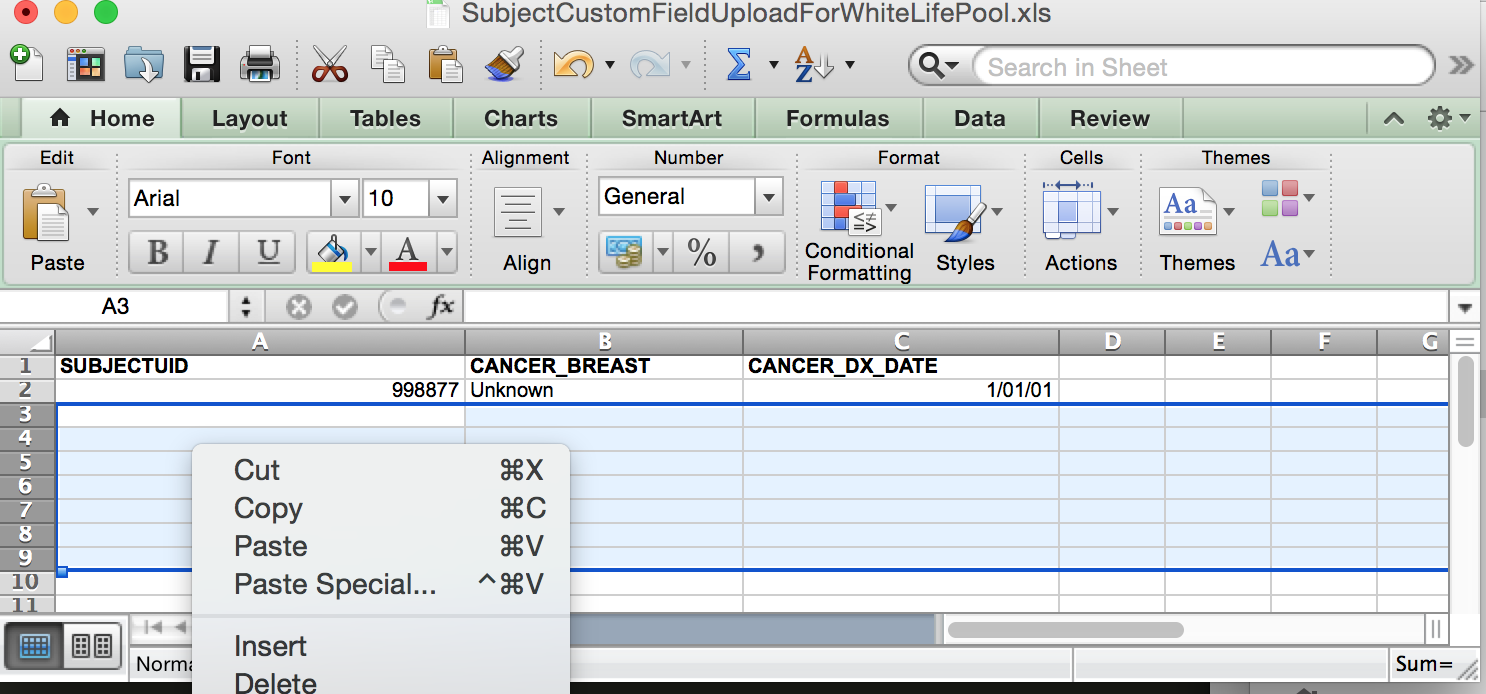 SubjectCustomFieldUploadForWhiteLifePool.xls
A Z Search in Sheet
Home Layout Tables Charts SmartArt Formulas Data Review
Edit Font Alignment Number Format Cells Themes
Arial 10 General
Aa
B I U A % , Aa
Paste Align Conditional Formatting Styles Actions Themes
A3 fx
A B C D E F G
1 SUBJECTUID CANCER_BREAST CANCER_DX_DATE
2 998877 Unknown 1/01/01
3
4
5
6
7
8
9
10
11
Cut ⌘X
Copy ⌘C
Paste ⌘V
Paste Special... ^⌘V
Insert
Delete
Sum=